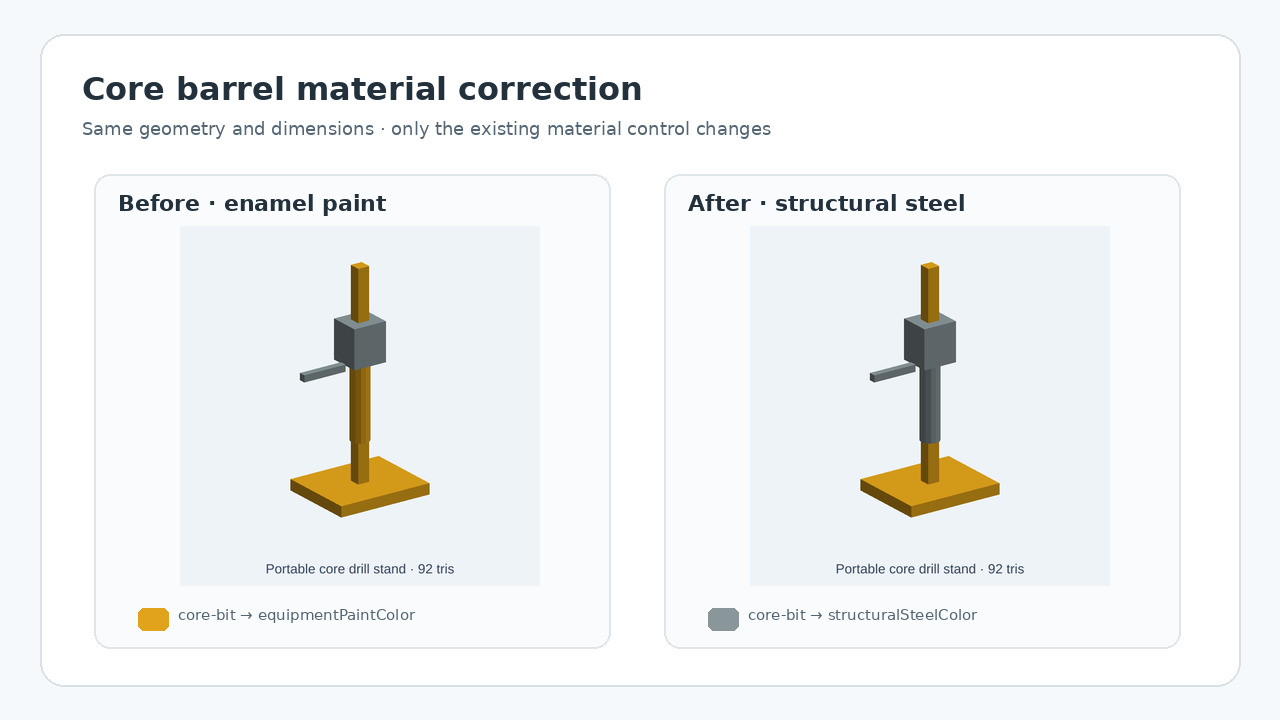 Core barrel material correction
Same geometry and dimensions · only the existing material control changes
Before · enamel paint
Portable core drill stand · 92 tris
core-bit → equipmentPaintColor
After · structural steel
Portable core drill stand · 92 tris
core-bit → structuralSteelColor